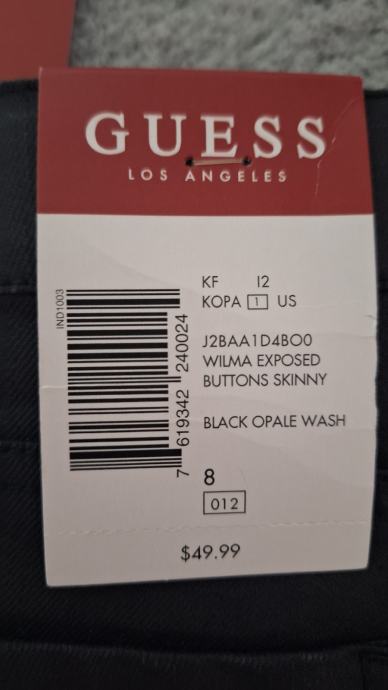 GUESS
LOS ANGELES
KF I2
KOPA 1 US
IND1003
J2BAA1D4BO0
WILMA EXPOSED
BUTTONS SKINNY
BLACK OPALE WASH
7 619342 240024
8
012
$49.99